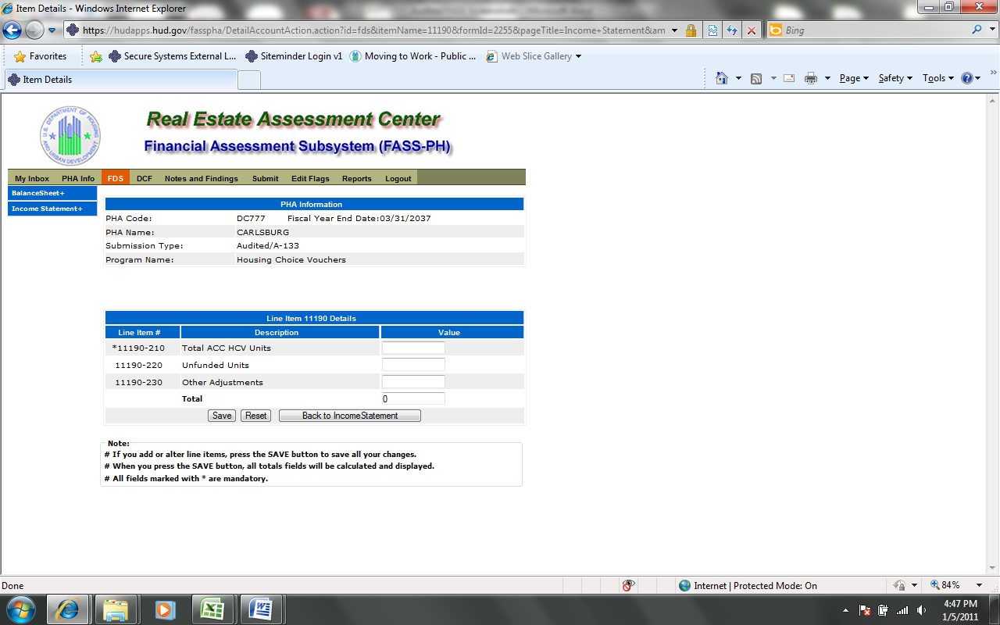 Item Details - Windows Internet Explorer
https://hudapps.hud.gov/fasspha/DetailAccountAction.action?id=fds&itemName=11190&formId=2255&pageTitle=Income+Statement&am
Bing
Favorites Secure Systems External L... Siteminder Login v1 Moving to Work - Public ... Web Slice Gallery
Item Details Page Safety Tools
U.S. DEPARTMENT OF HOUSING AND URBAN DEVELOPMENT
Real Estate Assessment Center
Financial Assessment Subsystem (FASS-PH)
My Inbox PHA Info FDS DCF Notes and Findings Submit Edit Flags Reports Logout
BalanceSheet+
Income Statement+
PHA Information
PHA Code: DC777 Fiscal Year End Date:03/31/2037
PHA Name: CARLSBURG
Submission Type: Audited/A-133
Program Name: Housing Choice Vouchers
Line Item 11190 Details
Line Item # Description Value
*11190-210 Total ACC HCV Units
11190-220 Unfunded Units
11190-230 Other Adjustments
Total 0
Save Reset Back to IncomeStatement
Note:
# If you add or alter line items, press the SAVE button to save all your changes.
# When you press the SAVE button, all totals fields will be calculated and displayed.
# All fields marked with * are mandatory.
Done Internet | Protected Mode: On 84%
4:47 PM
1/5/2011